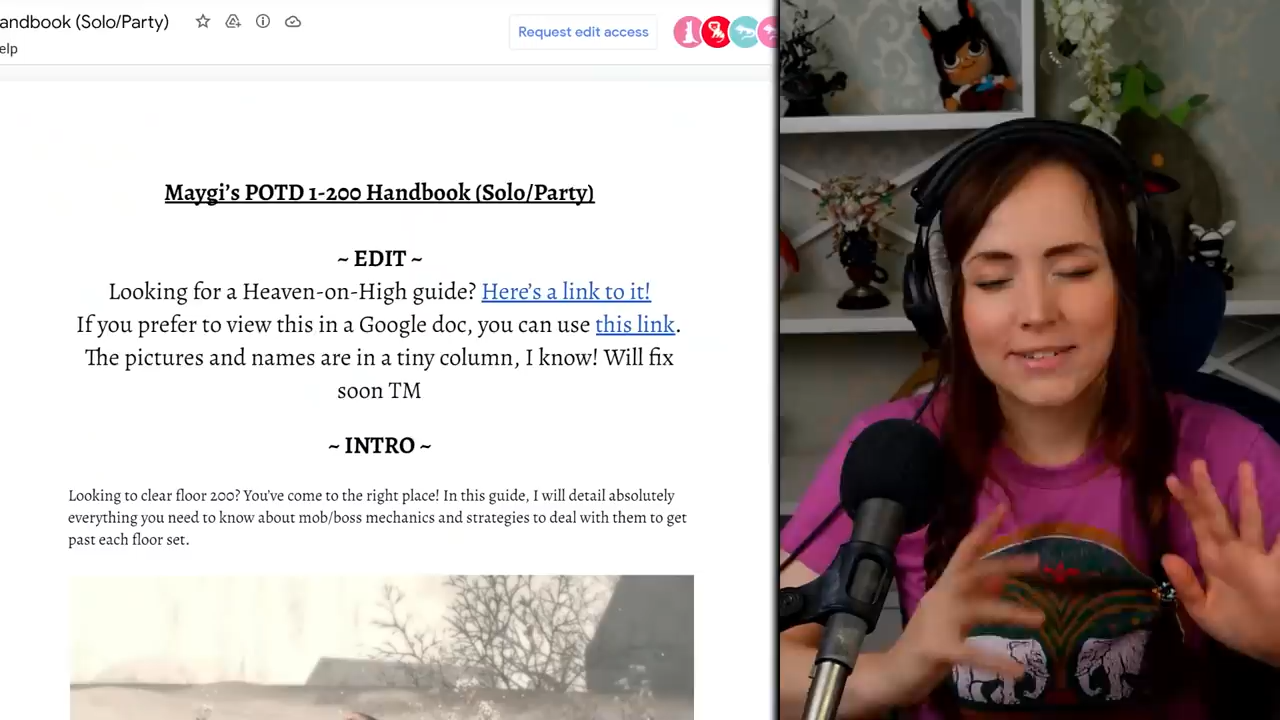 andbook (Solo/Party)
elp
Request edit access
Maygi's POTD 1-200 Handbook (Solo/Party)
~ EDIT ~
Looking for a Heaven-on-High guide? Here's a link to it!
If you prefer to view this in a Google doc, you can use this link.
The pictures and names are in a tiny column, I know! Will fix
soon TM
~ INTRO ~
Looking to clear floor 200? You've come to the right place! In this guide, I will detail absolutely
everything you need to know about mob/boss mechanics and strategies to deal with them to get
past each floor set.